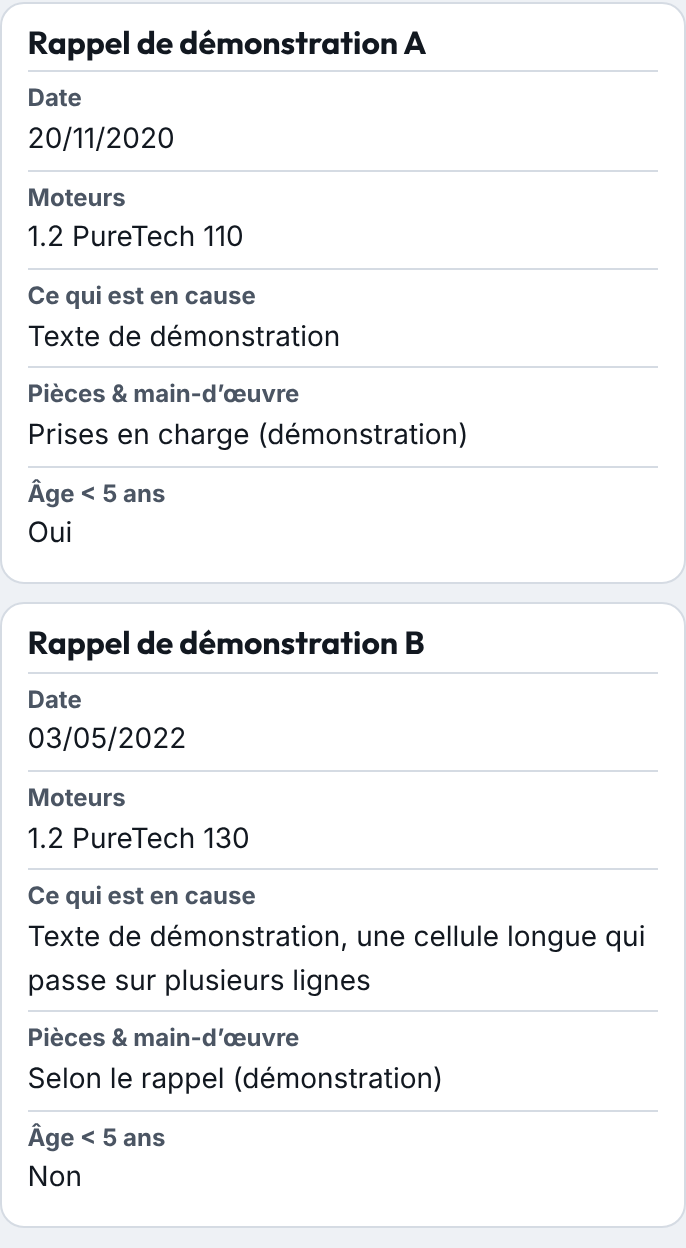 Rappel de démonstration A
Date
20/11/2020
Moteurs
1.2 PureTech 110
Ce qui est en cause
Texte de démonstration
Pièces & main-d’œuvre
Prises en charge (démonstration)
Âge < 5 ans
Oui
Rappel de démonstration B
Date
03/05/2022
Moteurs
1.2 PureTech 130
Ce qui est en cause
Texte de démonstration, une cellule longue qui
passe sur plusieurs lignes
Pièces & main-d’œuvre
Selon le rappel (démonstration)
Âge < 5 ans
Non